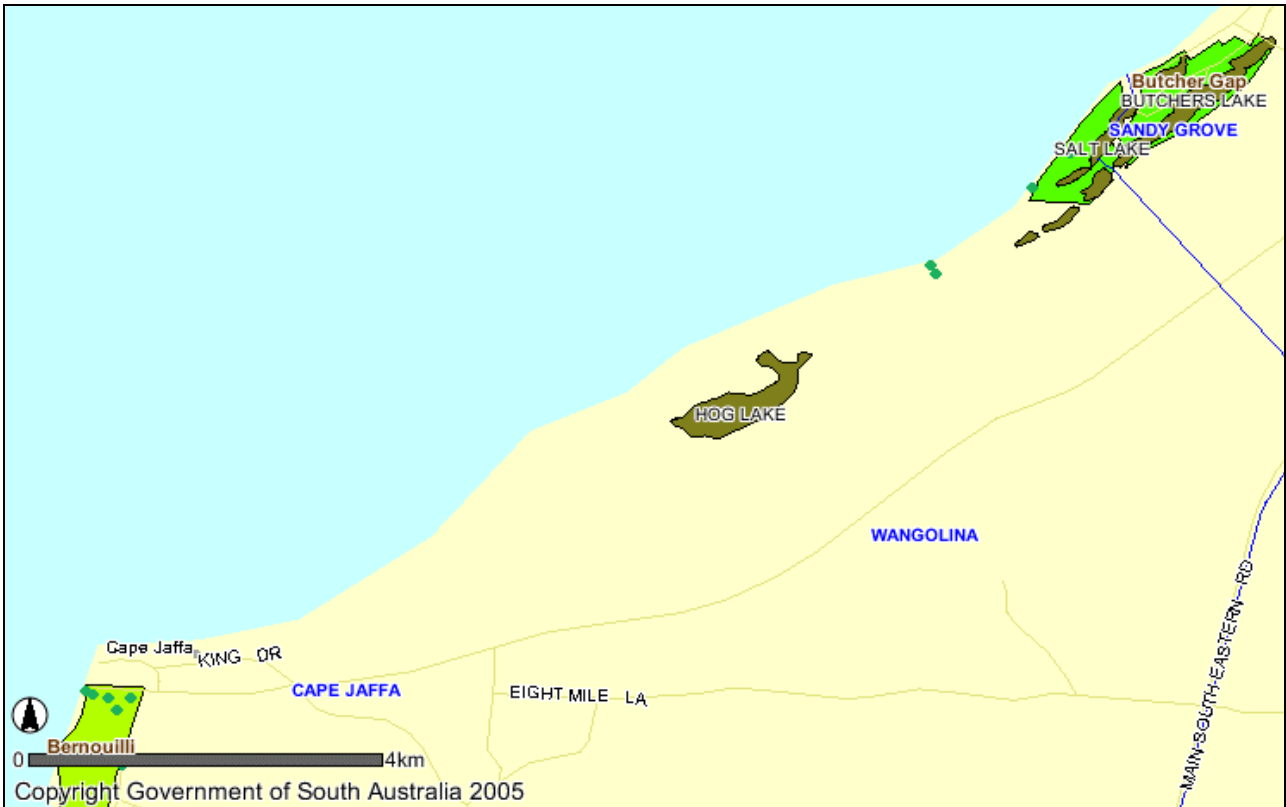 Butcher Gap
BUTCHERS LAKE
SANDY GROVE
SALT LAKE
HOG LAKE
WANGOLINA
MAIN-SOUTH-EASTERN-RD
Cape Jaffa
KING DR
CAPE JAFFA
EIGHT MILE LA
Bernouilli
0 4km
Copyright Government of South Australia 2005